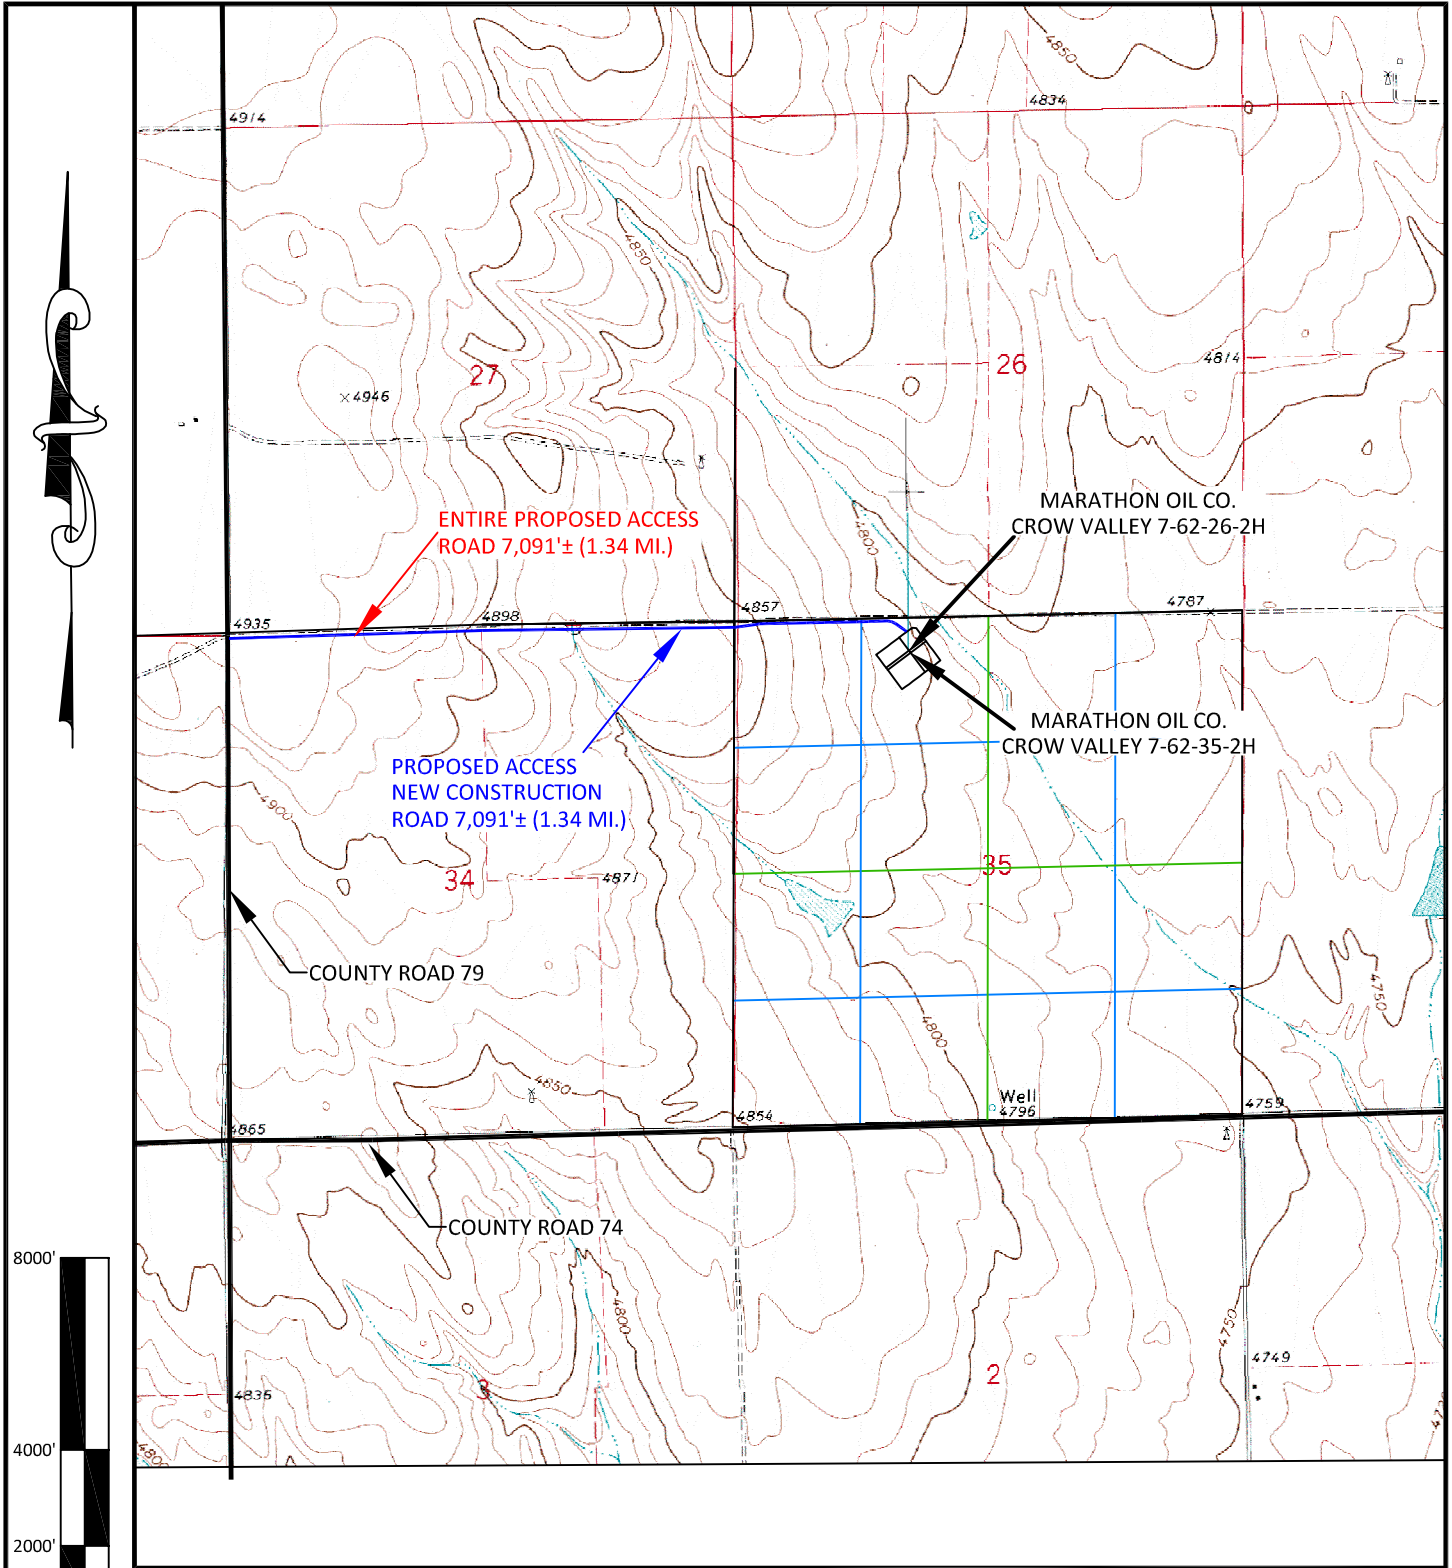 4850
4914
4834
4850
27
26
4814
×4946
MARATHON OIL CO.
CROW VALLEY 7-62-26-2H
ENTIRE PROPOSED ACCESS
ROAD 7,091'± (1.34 MI.)
4800
4857
4787
4935
4898
MARATHON OIL CO.
CROW VALLEY 7-62-35-2H
PROPOSED ACCESS
NEW CONSTRUCTION
ROAD 7,091'± (1.34 MI.)
4900
34
4871
35
COUNTY ROAD 79
4750
4800
4850
Well
4796
4759
4854
4865
COUNTY ROAD 74
8000'
4800
4750
4749
3
2
4835
4800
4000'
2000'